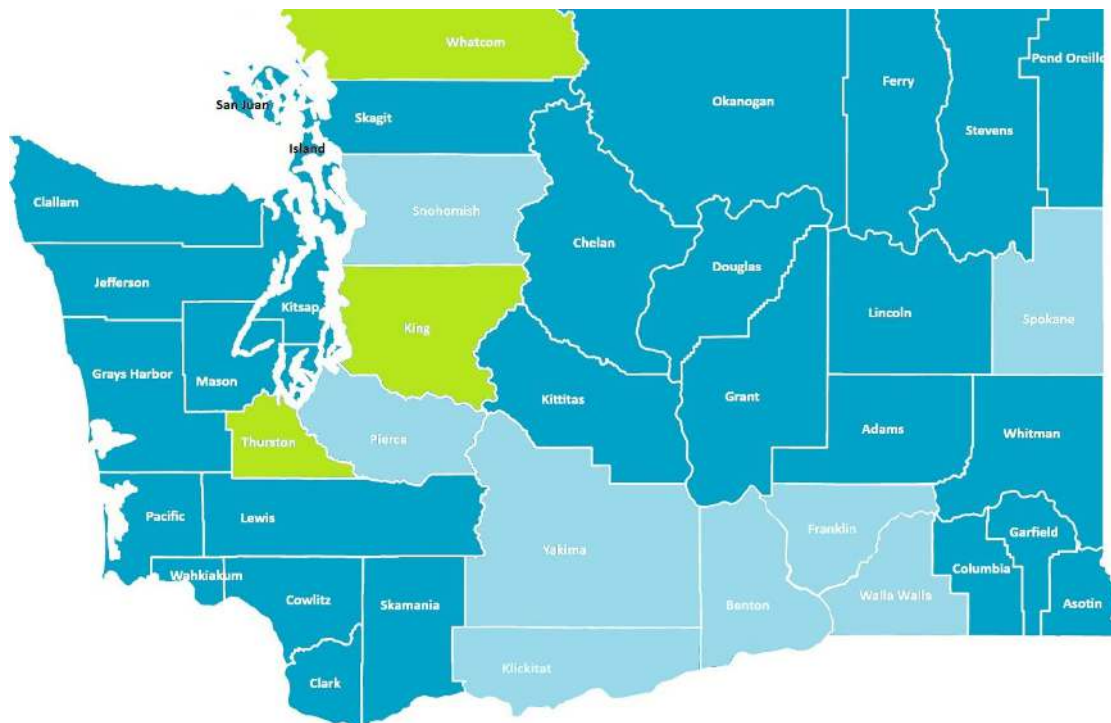 Whatcom
Pend Oreille
Ferry
San Juan
Skagit
Okanogan
Stevens
Island
Clallam
Snohomish
Chelan
Douglas
Jefferson
Kitsap
King
Lincoln
Spokane
Grays Harbor
Mason
Kittitas
Grant
Adams
Whitman
Thurston
Pierce
Pacific
Lewis
Franklin
Garfield
Yakima
Columbia
Wahkiakum
Cowlitz
Skamania
Benton
Walla Walla
Asotin
Klickitat
Clark